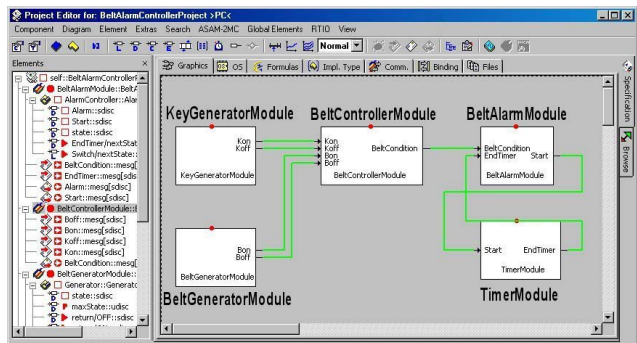 Project Editor for: BeltAlarmControllerProject >PC<
Component Diagram Element Extras Search ASAM-2MC Global Elements RTIO View
Normal
Elements
self::BeltAlarmControllerF
BeltAlarmModule::BeltA
AlarmController::Alar
Alarm::sdisc
Start::sdisc
state::sdisc
EndTimer/nextStat
Switch/nextState::
BeltCondition::mesg[
EndTimer::mesg[sdis
Alarm::mesg[sdisc]
Start::mesg[sdisc]
BeltControllerModule::B
Boff::mesg[sdisc]
Bon::mesg[sdisc]
Koff::mesg[sdisc]
Kon::mesg[sdisc]
BeltCondition::mesg[
BeltGeneratorModule::
Generator::Generato
state::sdisc
maxState::udisc
return/OFF::sdisc
Graphics OS Formulas Impl. Type Comm. Binding Files
KeyGeneratorModule
Kon
Koff
KeyGeneratorModule
BeltControllerModule
Kon
Koff
Bon
Boff
BeltCondition
BeltControllerModule
BeltAlarmModule
BeltCondition
EndTimer
Start
BeltAlarmModule
Bon
Boff
BeltGeneratorModule
BeltGeneratorModule
Start
EndTimer
TimerModule
TimerModule
Specification
Browse